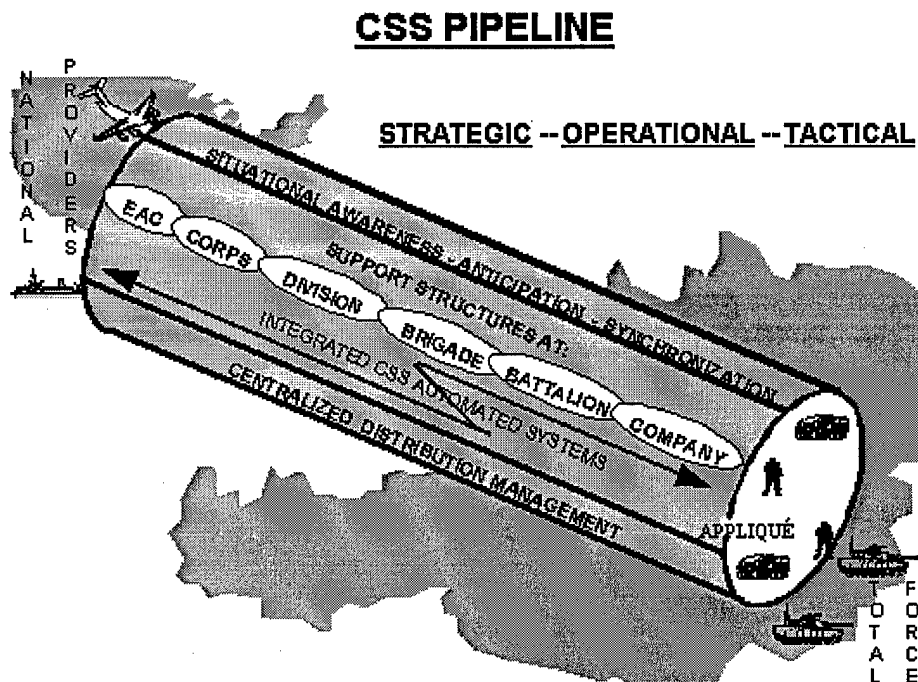 CSS PIPELINE
STRATEGIC -- OPERATIONAL -- TACTICAL
NATIONAL
PROVIDERS
SITUATIONAL AWARENESS - ANTICIPATION - SYNCHRONIZATION
SUPPORT STRUCTURES AT:
EAC
CORPS
DIVISION
BRIGADE
BATTALION
COMPANY
INTEGRATED CSS AUTOMATED SYSTEMS
CENTRALIZED DISTRIBUTION MANAGEMENT
APPLIQUÉ
TOTAL
FORCE